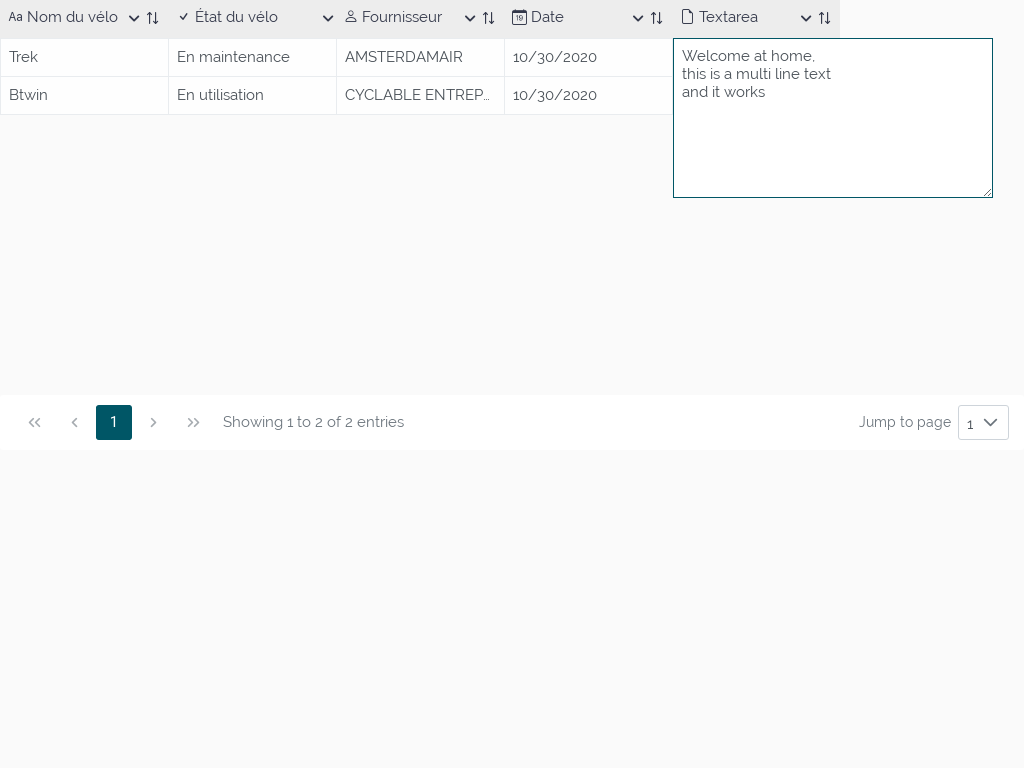 Aa Nom du vélo
État du vélo
Fournisseur
19 Date
Textarea
Trek
En maintenance
AMSTERDAMAIR
10/30/2020
Welcome at home,
this is a multi line text
and it works
Btwin
En utilisation
CYCLABLE ENTREP...
10/30/2020
1
Showing 1 to 2 of 2 entries
Jump to page
1